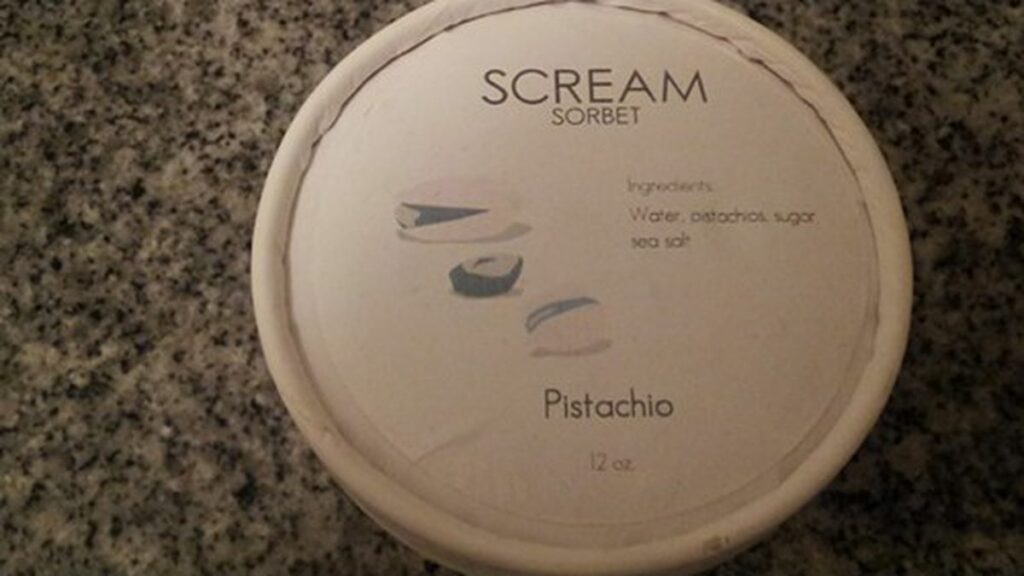 SCREAM
SORBET
Ingredients:
Water, pistachios, sugar,
sea salt
Pistachio
12 oz.